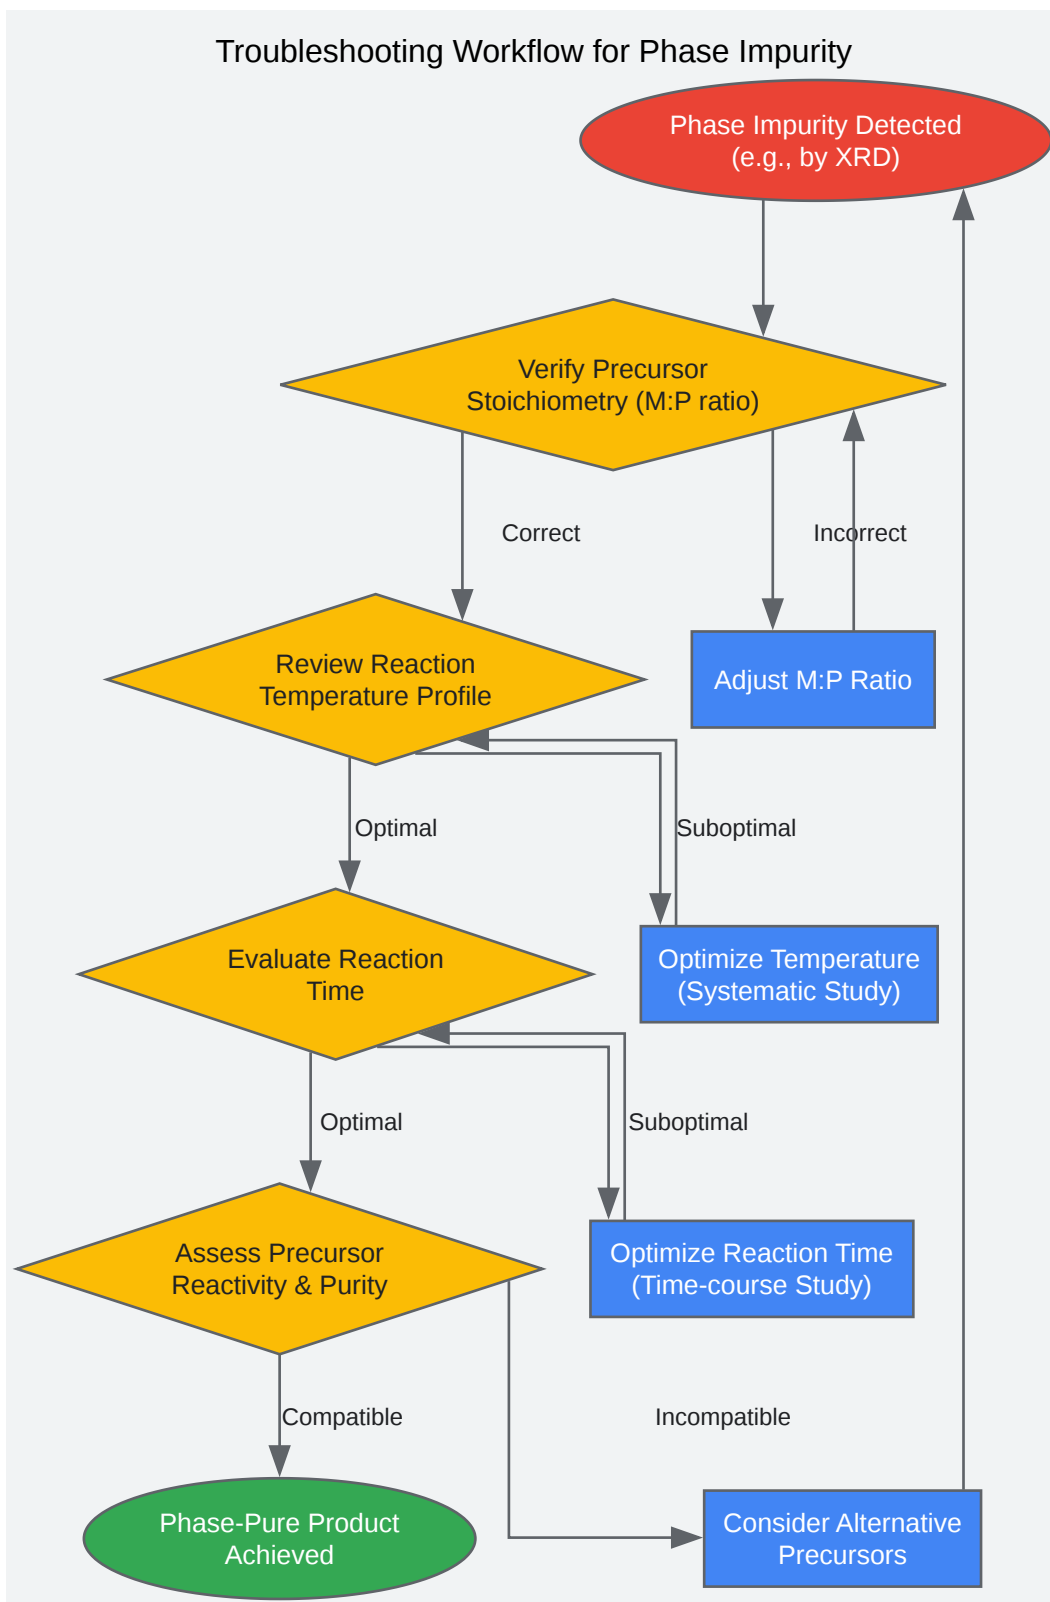 Troubleshooting Workflow for Phase Impurity
Phase Impurity Detected
(e.g., by XRD)
Verify Precursor
Stoichiometry (M:P ratio)
Correct
Incorrect
Review Reaction
Temperature Profile
Adjust M:P Ratio
Optimal
Suboptimal
Evaluate Reaction
Time
Optimize Temperature
(Systematic Study)
Optimal
Suboptimal
Assess Precursor
Reactivity & Purity
Optimize Reaction Time
(Time-course Study)
Compatible
Incompatible
Phase-Pure Product
Achieved
Consider Alternative
Precursors